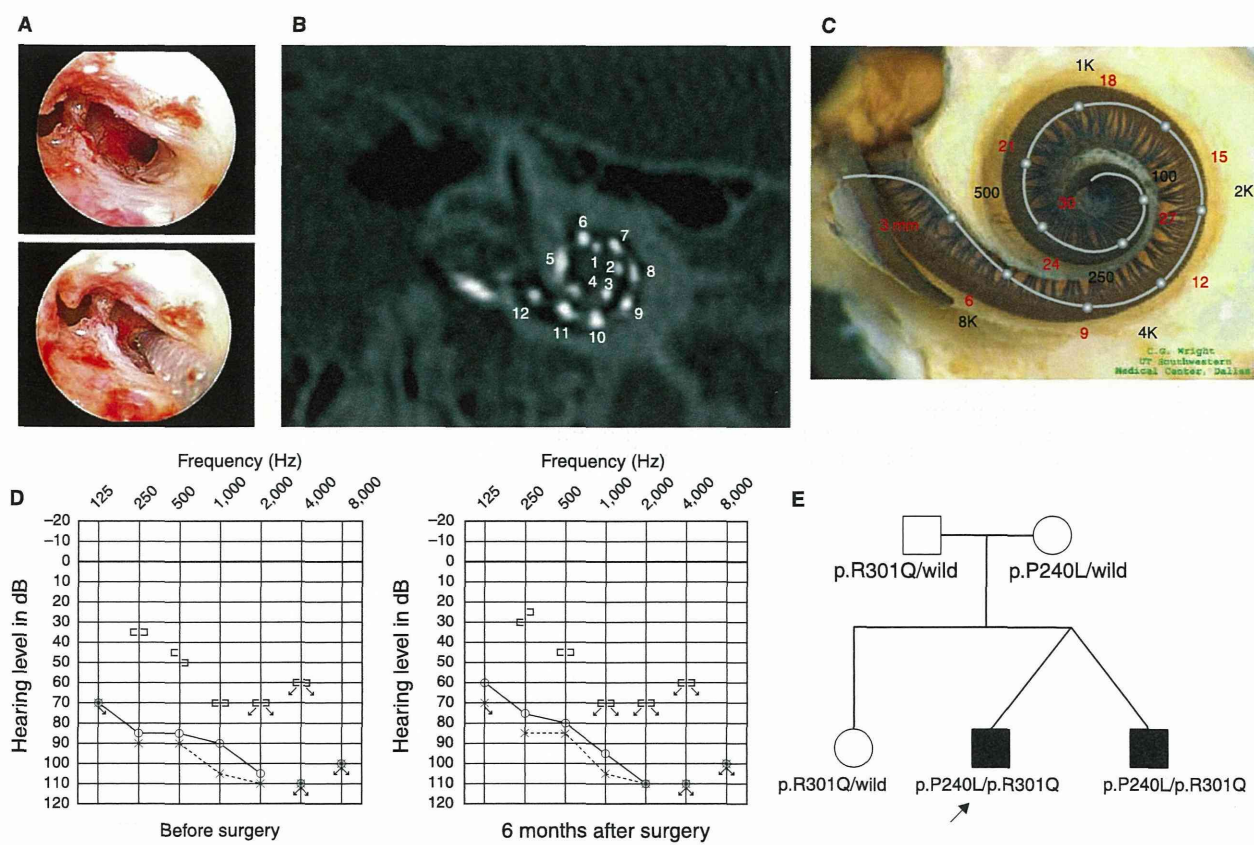 A
B
6
7
5
1
2
8
4
3
12
9
11
10
C
1K
18
21
15
100
500
2K
30
27
2 mm
24
250
12
6
8K
9
4K
C.G. Wright
UT Southwestern
Medical Center, Dallas
D
Frequency (Hz)
125
250
500
1,000
2,000
4,000
8,000
Hearing level in dB
–20
–10
0
10
20
30
40
50
60
70
80
90
100
110
120
Before surgery
Frequency (Hz)
125
250
500
1,000
2,000
4,000
8,000
Hearing level in dB
–20
–10
0
10
20
30
40
50
60
70
80
90
100
110
120
6 months after surgery
E
p.R301Q/wild
p.P240L/wild
p.R301Q/wild
p.P240L/p.R301Q
p.P240L/p.R301Q